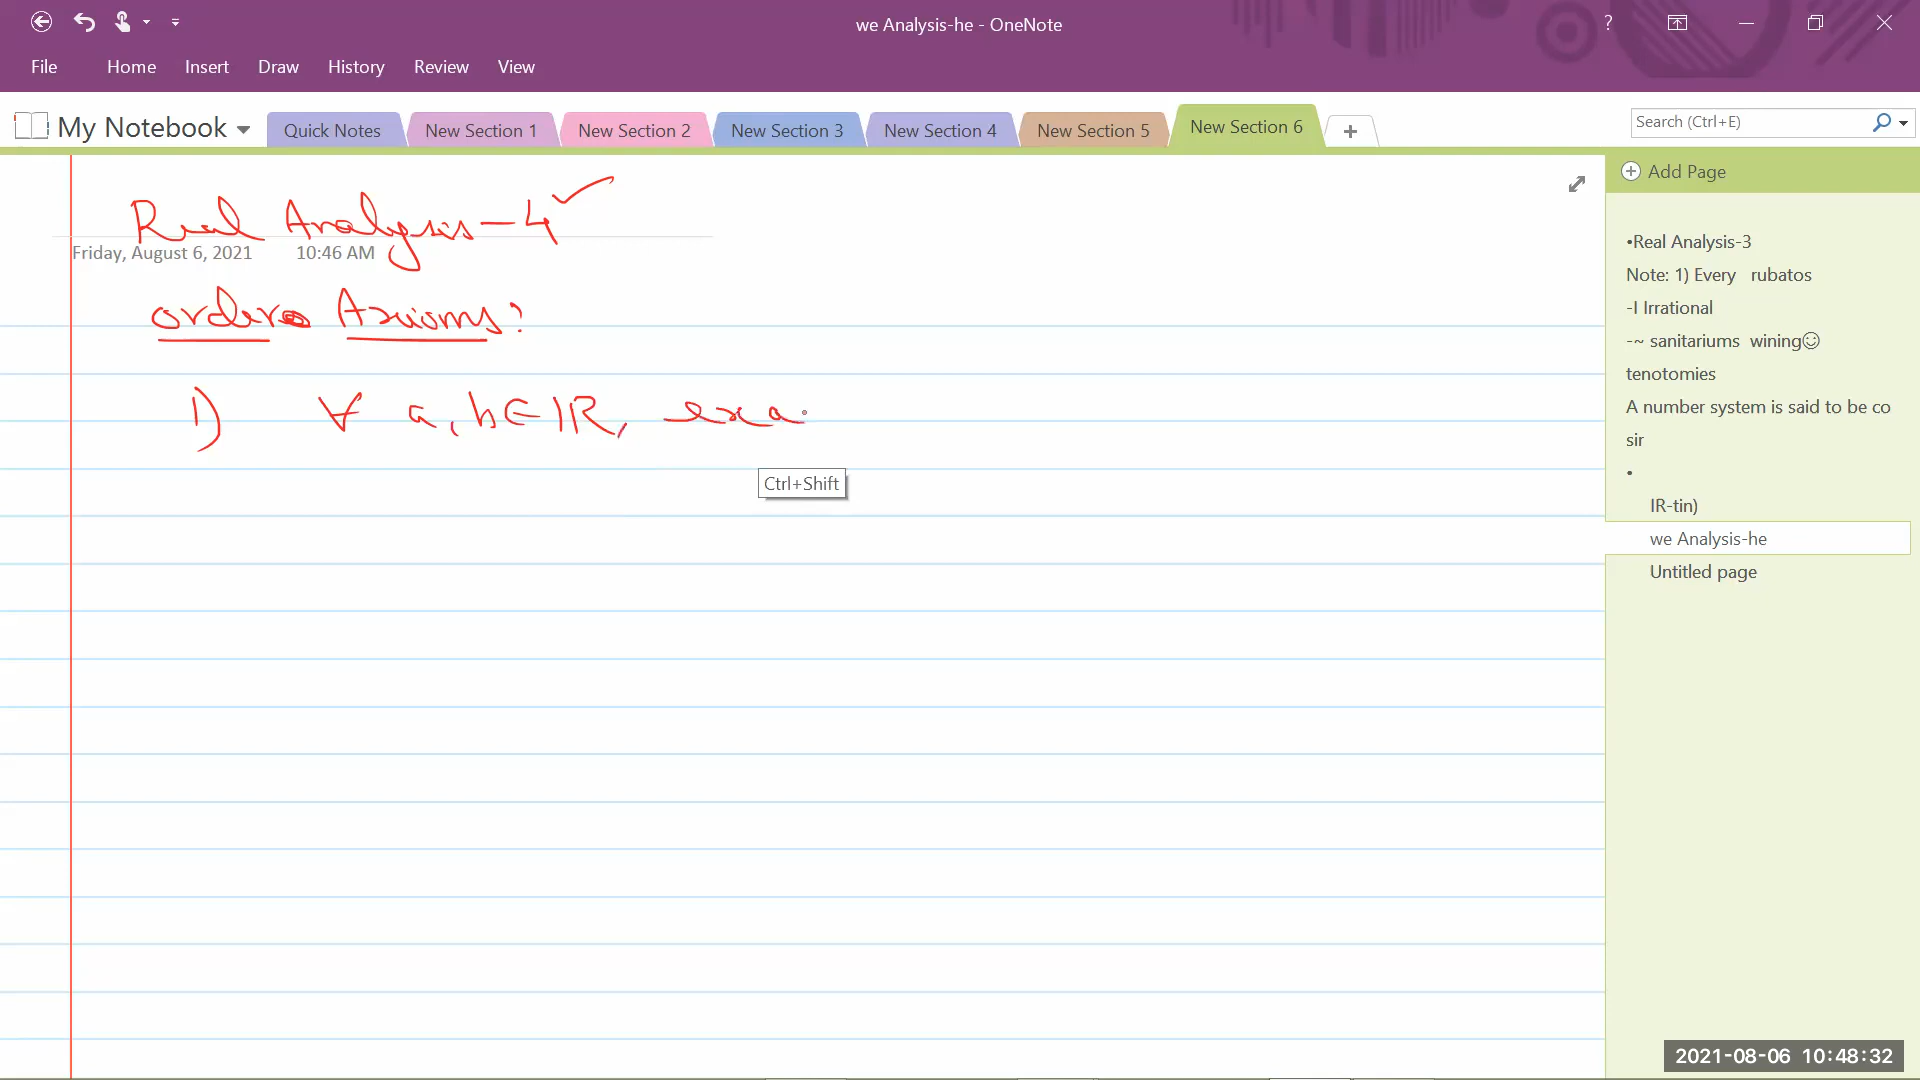 we Analysis-he - OneNote
?
File Home Insert Draw History Review View
My Notebook Quick Notes New Section 1 New Section 2 New Section 3 New Section 4 New Section 5 New Section 6 +
Search (Ctrl+E)
Real Analysis-4 ✓
Friday, August 6, 2021 10:46 AM
order Axioms:
1) ∀ a, b ∈ IR, exa
Ctrl+Shift
Add Page
•Real Analysis-3
Note: 1) Every rubatos
-I Irrational
-~ sanitariums wining☺
tenotomies
A number system is said to be co
sir
•
IR-tin)
we Analysis-he
Untitled page
2021-08-06 10:48:32